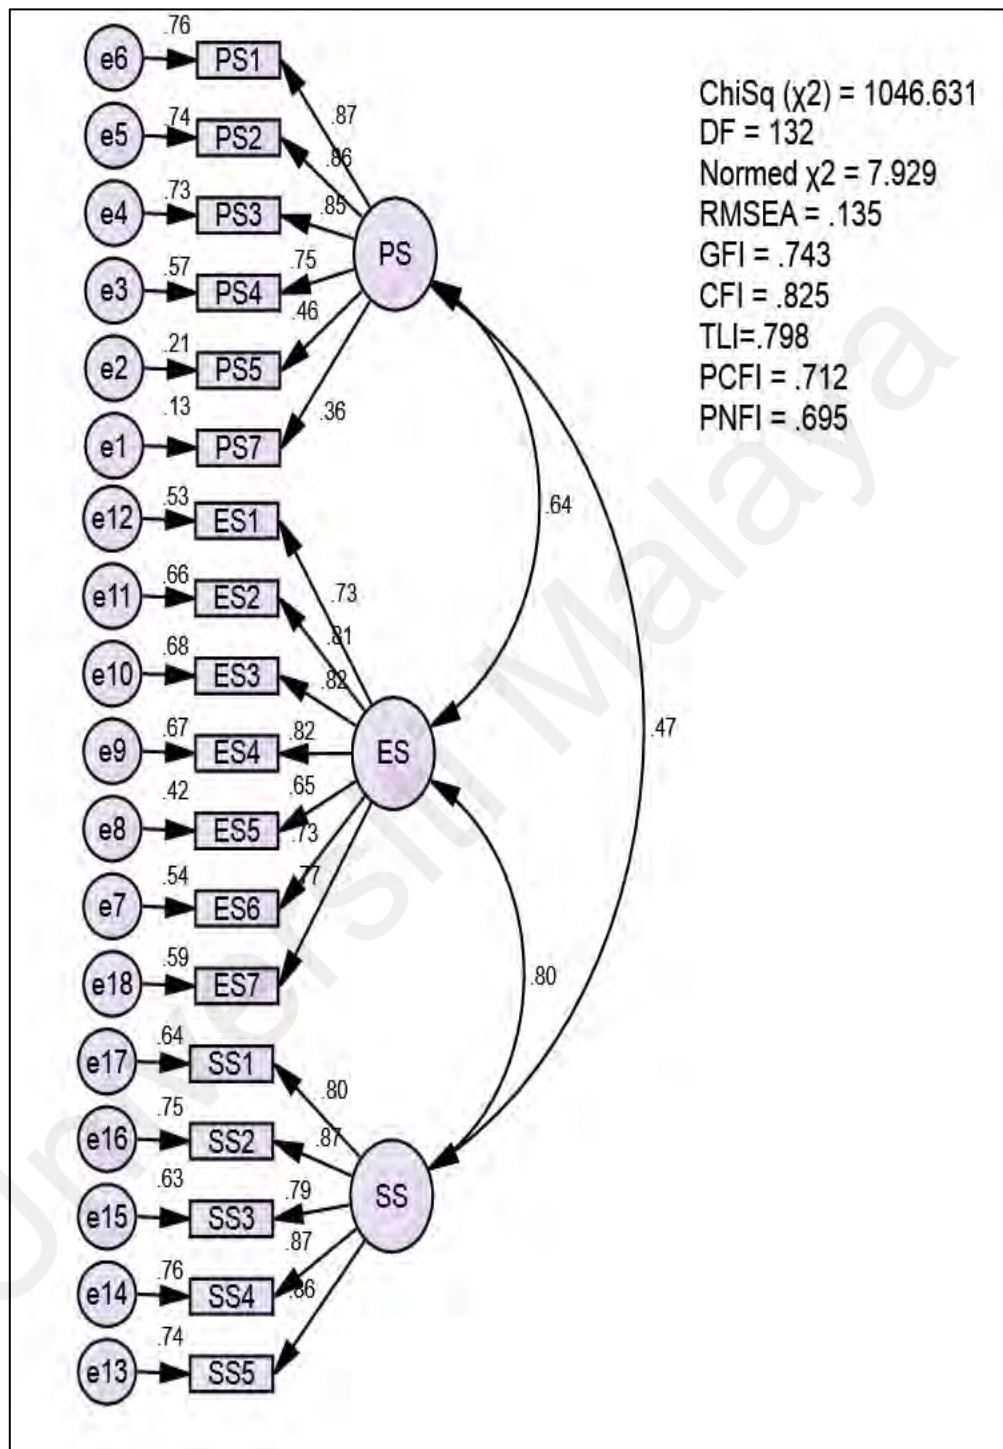 .76
e6 PS1
.87
.74
e5 PS2
.86
.73
e4 PS3
.85
PS
.57
e3 PS4
.75
.46
.21
e2 PS5
.13
e1 PS7
.36
ChiSq (χ2) = 1046.631
DF = 132
Normed χ2 = 7.929
RMSEA = .135
GFI = .743
CFI = .825
TLI=.798
PCFI = .712
PNFI = .695
.64
.47
.53
e12 ES1
.73
.66
e11 ES2
.81
.68
e10 ES3
.82
.67
e9 ES4
.82
ES
.42
e8 ES5
.65
.73
.54
e7 ES6
.77
.59
e18 ES7
.80
.64
e17 SS1
.80
.75
e16 SS2
.87
.63
e15 SS3
.79
SS
.76
e14 SS4
.87
.86
.74
e13 SS5
University Malaya